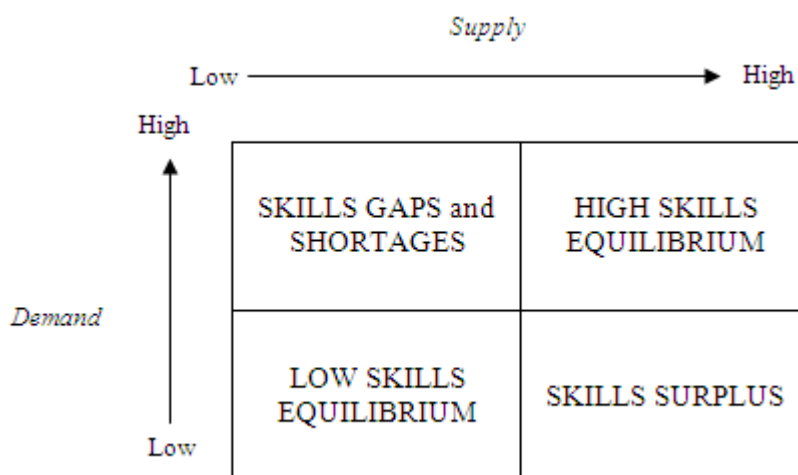 Supply
Low
High
High
SKILLS GAPS and
SHORTAGES
HIGH SKILLS
EQUILIBRIUM
Demand
LOW SKILLS
EQUILIBRIUM
SKILLS SURPLUS
Low